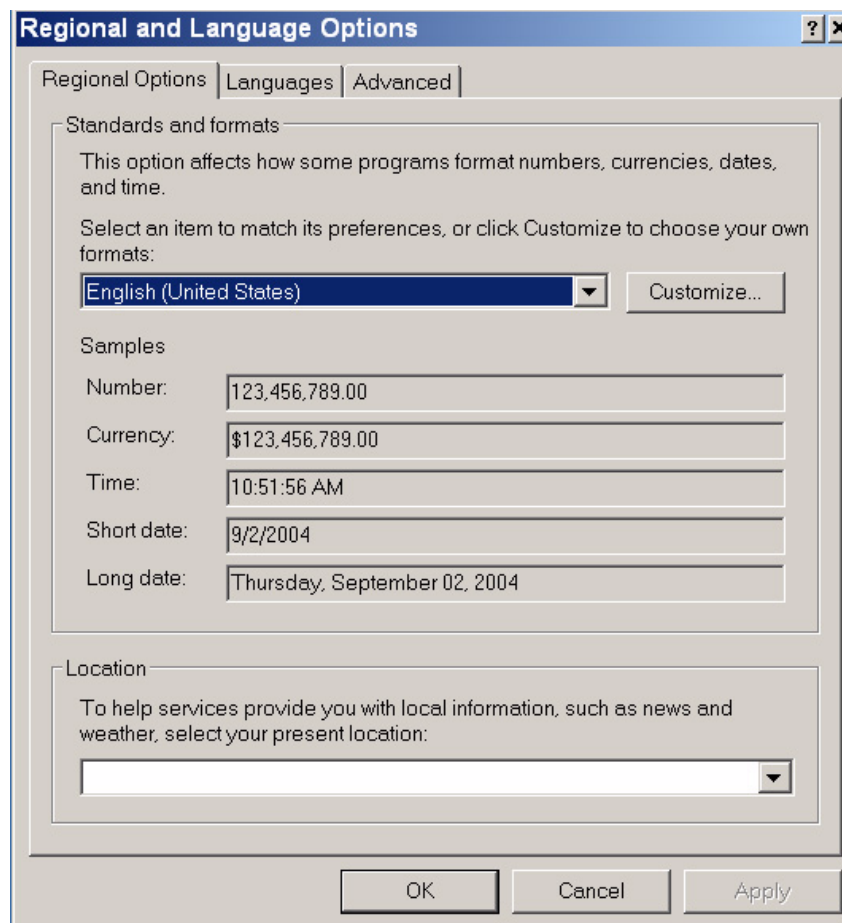 Regional and Language Options
Regional Options Languages Advanced
Standards and formats
This option affects how some programs format numbers, currencies, dates,
and time.
Select an item to match its preferences, or click Customize to choose your own
formats:
English (United States) Customize...
Samples
Number: 123,456,789.00
Currency: $123,456,789.00
Time: 10:51:56 AM
Short date: 9/2/2004
Long date: Thursday, September 02, 2004
Location
To help services provide you with local information, such as news and
weather, select your present location:
OK Cancel Apply